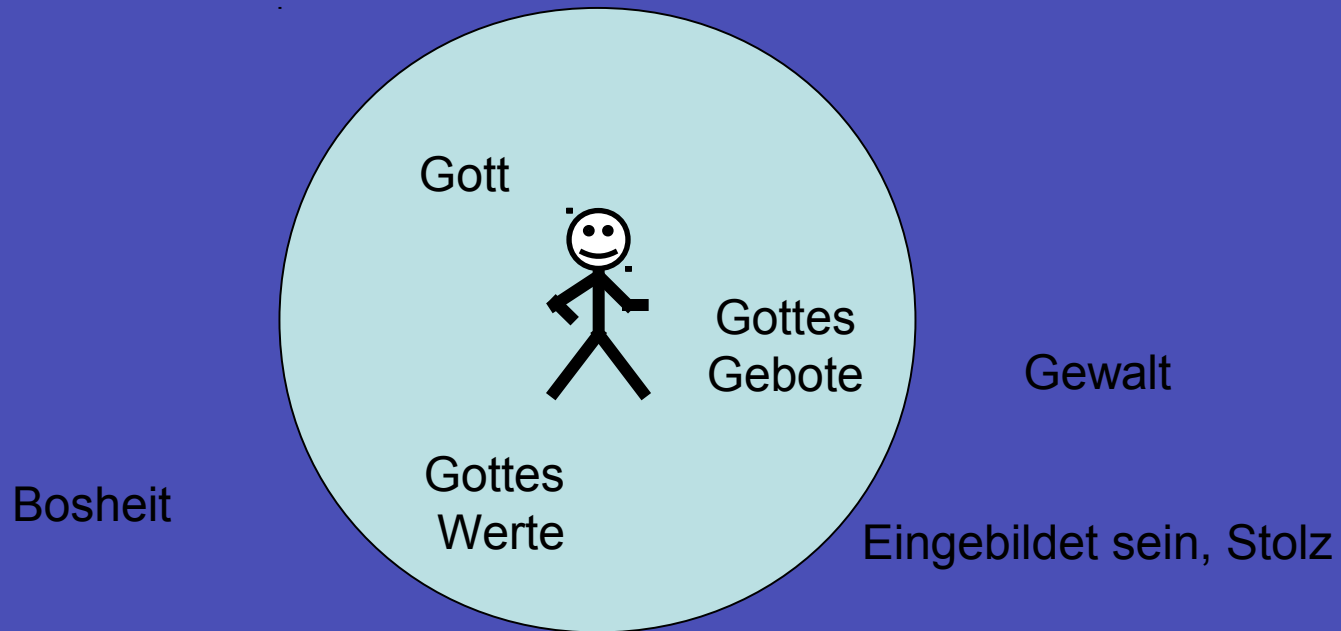 Gott
Gottes
Gebote
Gewalt
Gottes
Werte
Bosheit
Eingebildet sein, Stolz